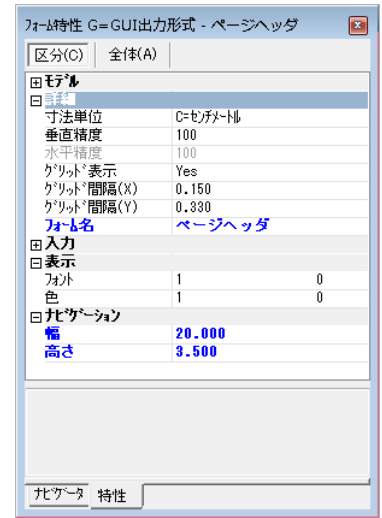 ﾌｫｰﾑ特性 G=GUI出力形式 - ページヘッダ
区分(C) 全体(A)
ﾓﾃﾞﾙ
詳細
寸法単位 C=ｾﾝﾁﾒｰﾄﾙ
垂直精度 100
水平精度 100
ｸﾞﾘｯﾄﾞ表示 Yes
ｸﾞﾘｯﾄﾞ間隔(X) 0.150
ｸﾞﾘｯﾄﾞ間隔(Y) 0.330
ﾌｫｰﾑ名 ページヘッダ
入力
表示
ﾌｫﾝﾄ 1 0
色 1 0
ﾅﾋﾞｹﾞｰｼｮﾝ
幅 20.000
高さ 3.500
ﾅﾋﾞｹﾞｰﾀ 特性